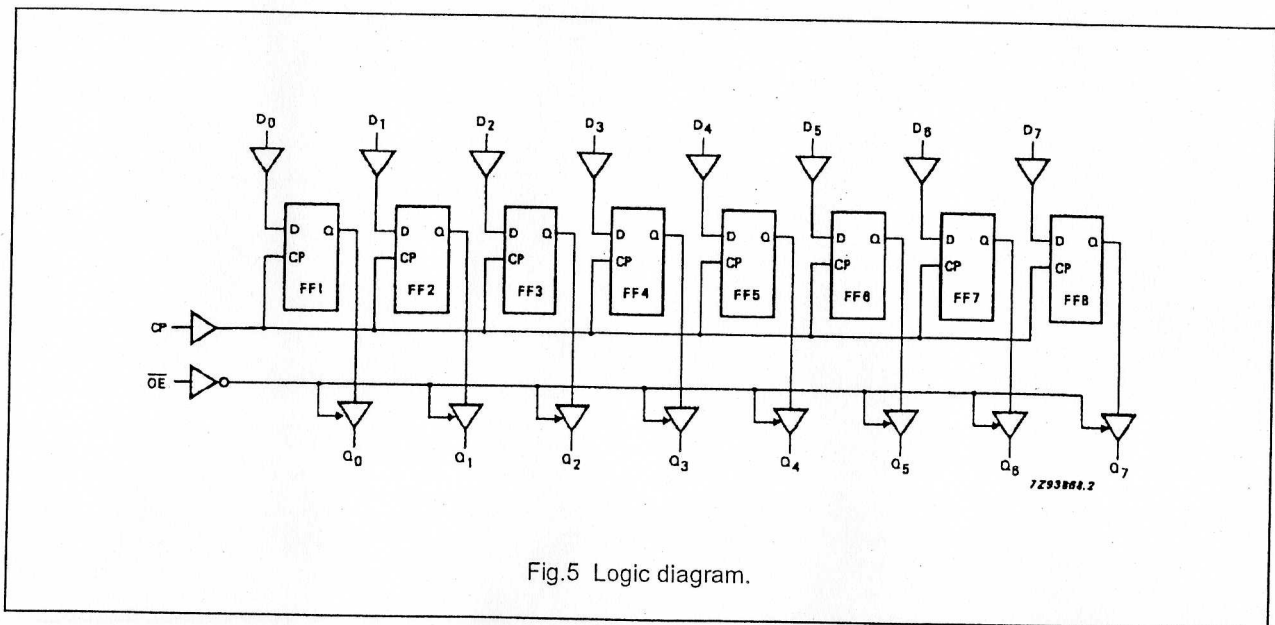 D0 D1 D2 D3 D4 D5 D6 D7
D Q D Q D Q D Q D Q D Q D Q D Q
CP CP CP CP CP CP CP CP
FF1 FF2 FF3 FF4 FF5 FF6 FF7 FF8
CP
OE
Q0 Q1 Q2 Q3 Q4 Q5 Q6 Q7
7Z93868.2
Fig.5 Logic diagram.